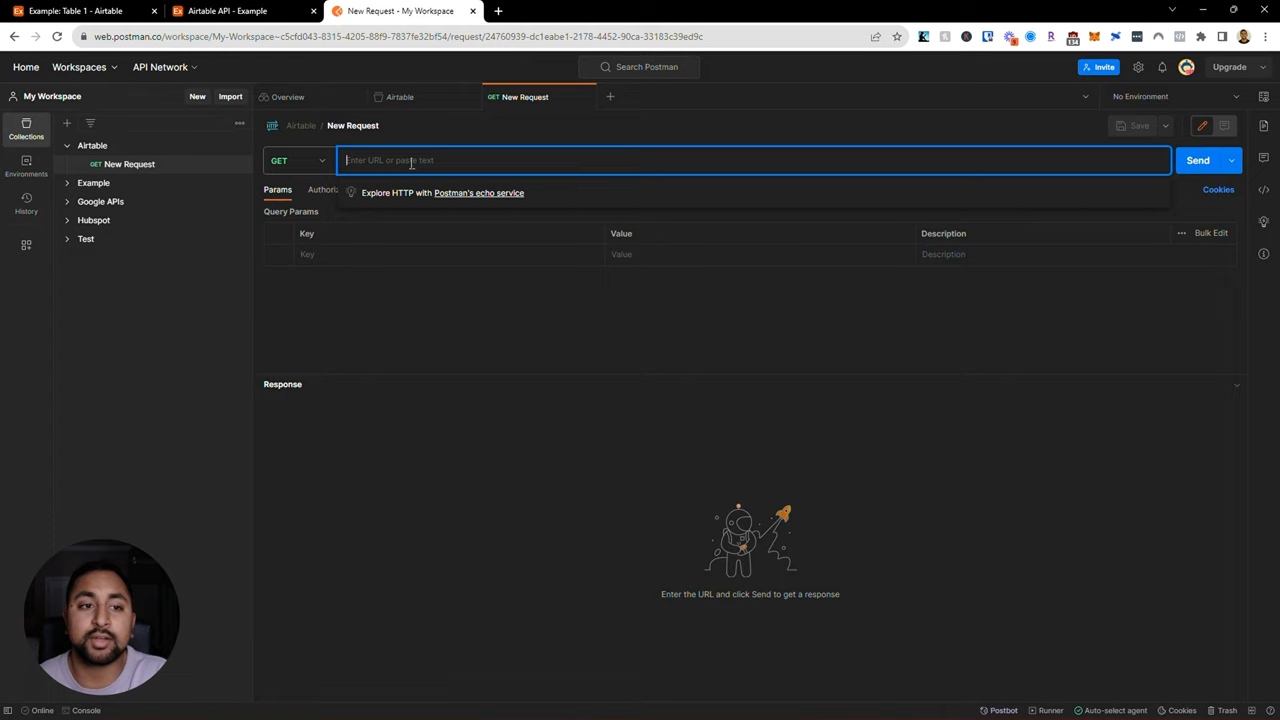 Example: Table 1 - Airtable
Airtable API - Example
New Request - My Workspace
web.postman.co/workspace/My-Workspace~c5cfd043-8315-4205-88f9-7837fe32bf54/request/24760939-dc1eabe1-2178-4452-90ca-33183c39ed9c
9
134
Home
Workspaces
API Network
Search Postman
Invite
Upgrade
My Workspace
New
Import
Overview
Airtable
GET New Request
No Environment
Collections
Environments
History
Airtable
GET New Request
Example
Google APIs
Hubspot
Test
HTTP
Airtable / New Request
Save
GET
Enter URL or paste text
Send
Params
Explore HTTP with Postman's echo service
Cookies
Query Params
Key
Value
Description
Bulk Edit
Key
Value
Description
Response
Enter the URL and click Send to get a response
Online
Console
Postbot
Runner
Auto-select agent
Cookies
Trash